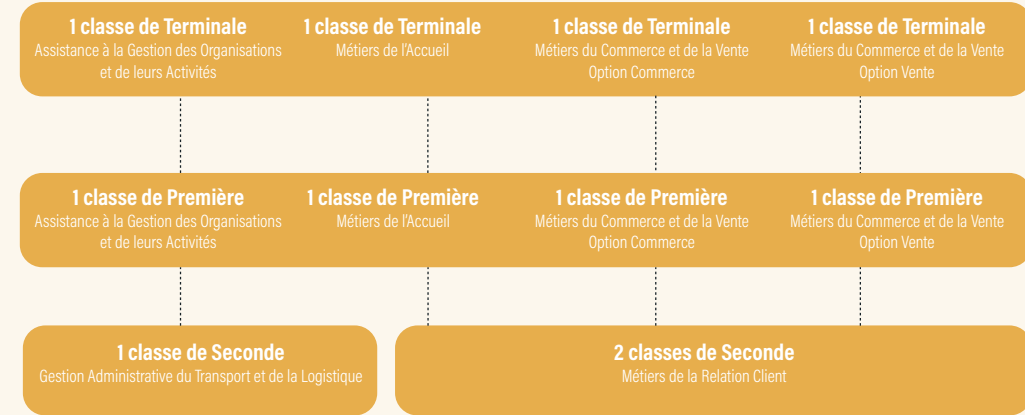 1 classe de Terminale
Assistance à la Gestion des Organisations
et de leurs Activités
1 classe de Terminale
Métiers de l'Accueil
1 classe de Terminale
Métiers du Commerce et de la Vente
Option Commerce
1 classe de Terminale
Métiers du Commerce et de la Vente
Option Vente
1 classe de Première
Assistance à la Gestion des Organisations
et de leurs Activités
1 classe de Première
Métiers de l'Accueil
1 classe de Première
Métiers du Commerce et de la Vente
Option Commerce
1 classe de Première
Métiers du Commerce et de la Vente
Option Vente
1 classe de Seconde
Gestion Administrative du Transport et de la Logistique
2 classes de Seconde
Métiers de la Relation Client